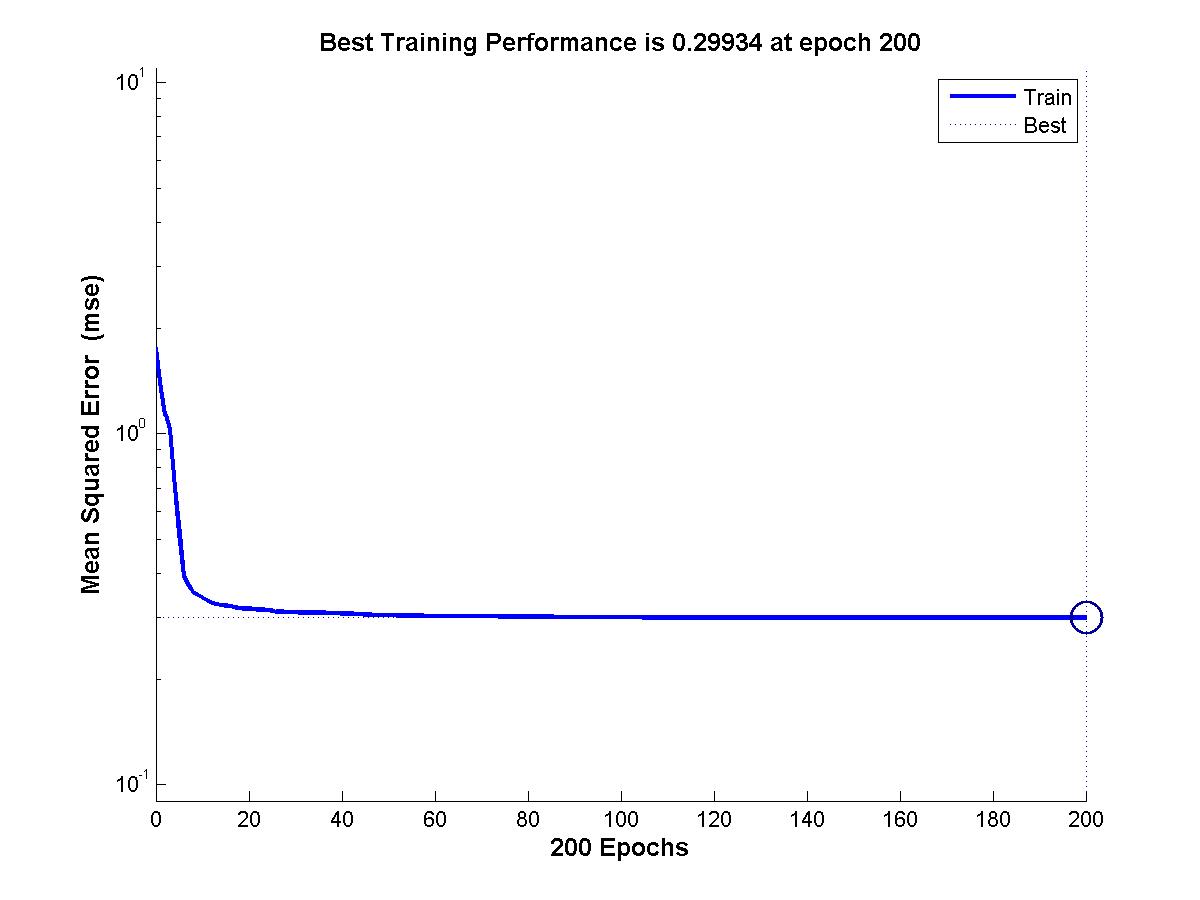 Best Training Performance is 0.29934 at epoch 200
10^1
Train
Best
Mean Squared Error (mse)
10^0
10^-1
0 20 40 60 80 100 120 140 160 180 200
200 Epochs